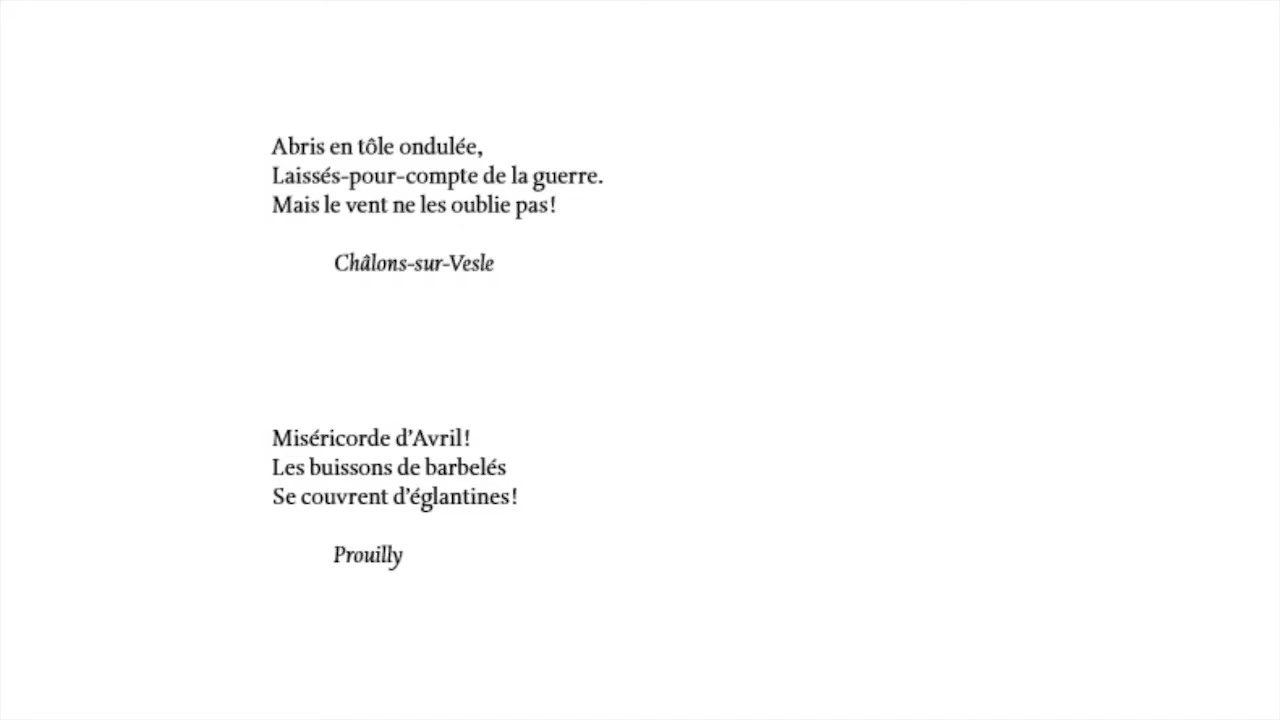 Abris en tôle ondulée,
Laissés-pour-compte de la guerre.
Mais le vent ne les oublie pas!
Châlons-sur-Vesle
Miséricorde d’Avril!
Les buissons de barbelés
Se couvrent d’églantines!
Prouilly